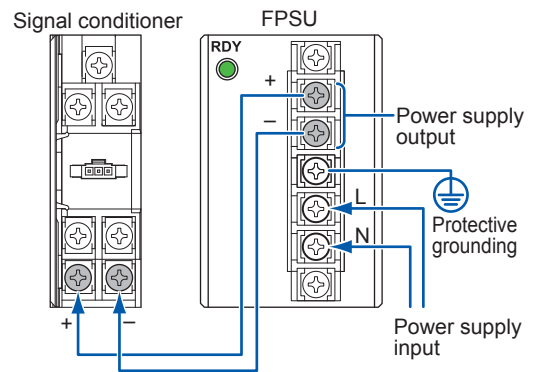 Signal conditioner
FPSU
RDY
+
−
Power supply
output
L
N
Protective
grounding
+
−
Power supply
input